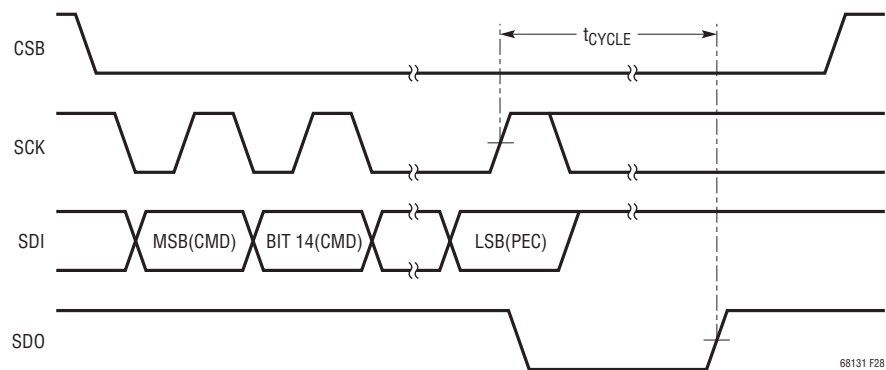 CSB
tCYCLE
SCK
SDI
MSB(CMD)
BIT 14(CMD)
LSB(PEC)
SDO
68131 F28